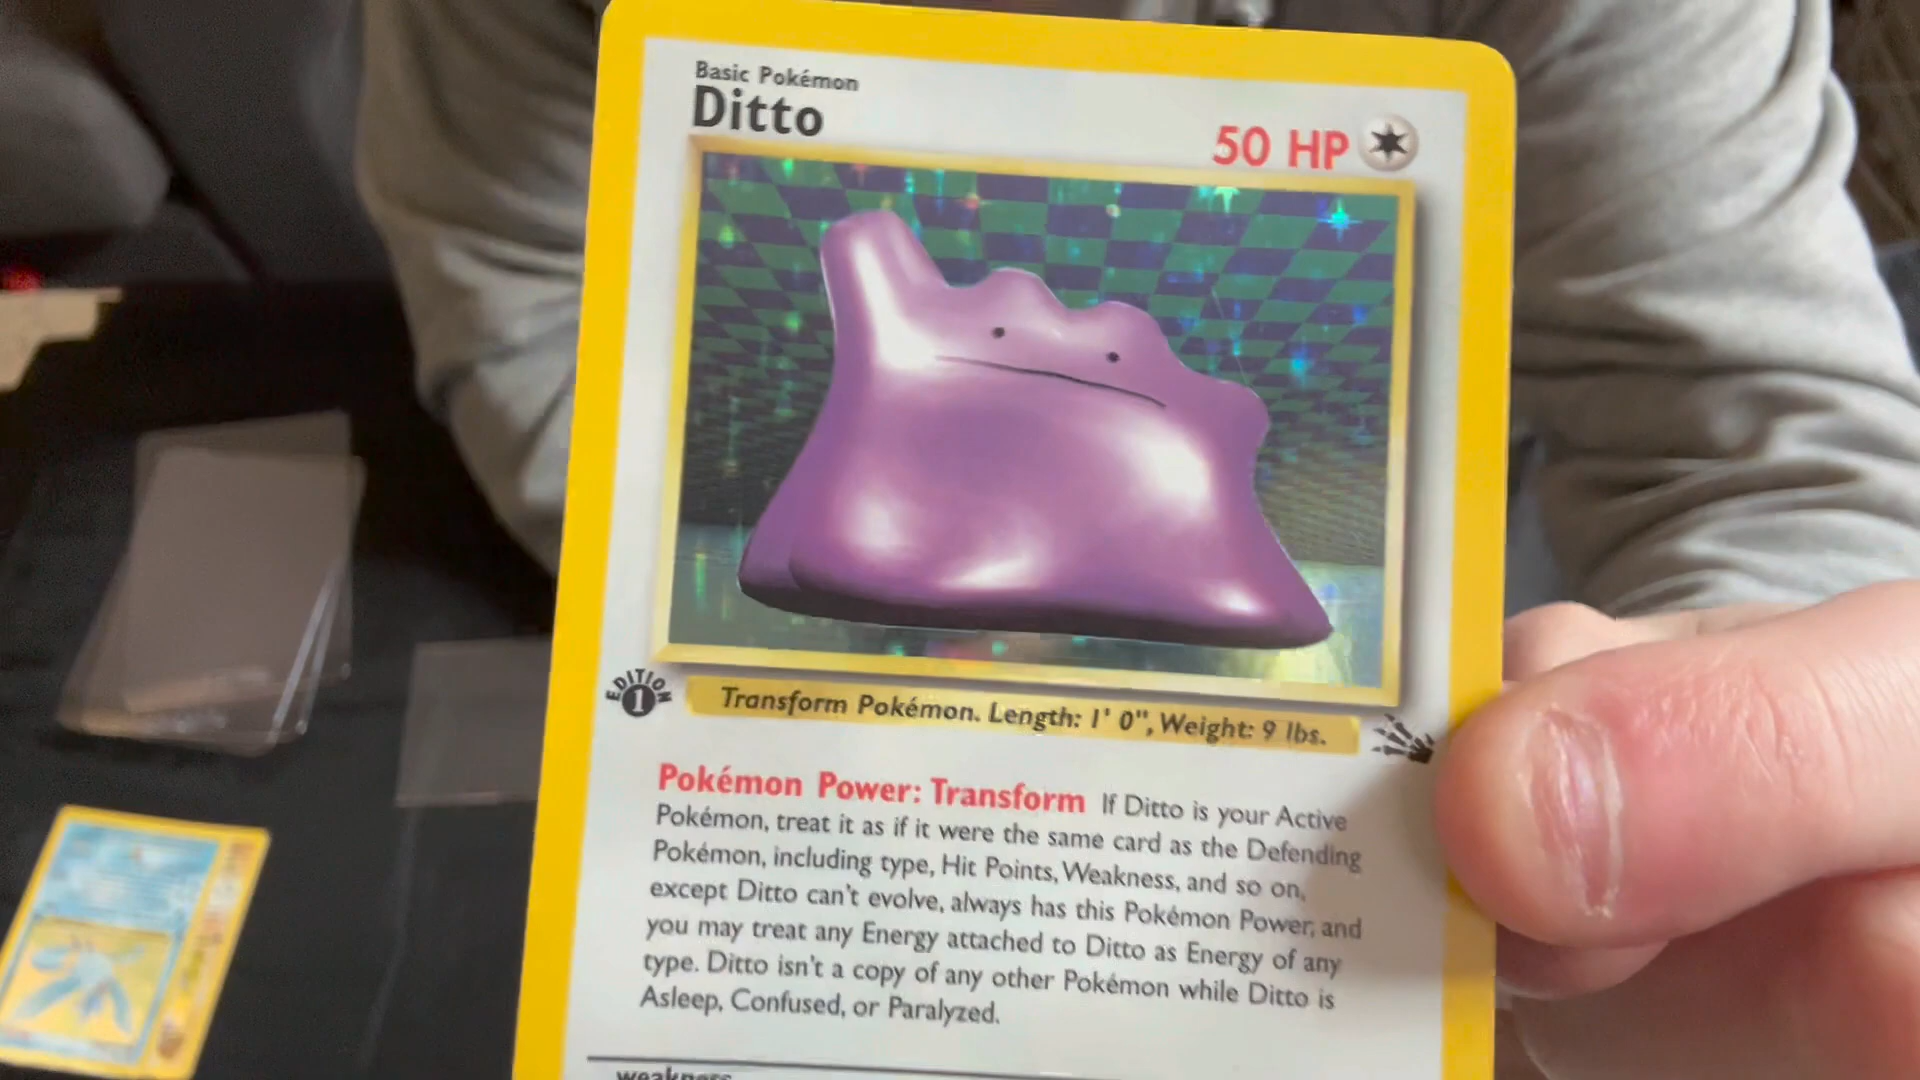 Basic Pokémon
Ditto
50 HP
EDITION
1
Transform Pokémon. Length: 1' 0", Weight: 9 lbs.
Pokémon Power: Transform If Ditto is your Active
Pokémon, treat it as if it were the same card as the Defending
Pokémon, including type, Hit Points, Weakness, and so on,
except Ditto can't evolve, always has this Pokémon Power, and
you may treat any Energy attached to Ditto as Energy of any
type. Ditto isn't a copy of any other Pokémon while Ditto is
Asleep, Confused, or Paralyzed.
weakness